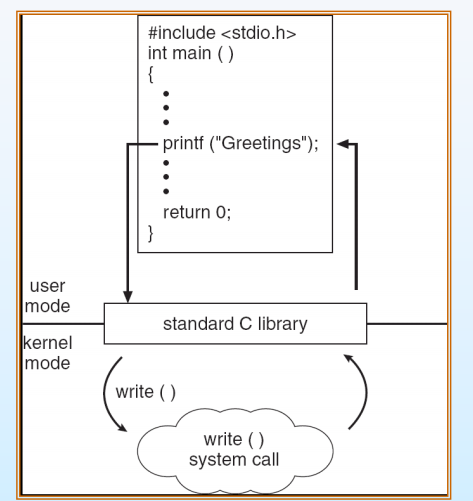 #include <stdio.h>
int main ( )
{
•
•
•
printf ("Greetings");
•
•
•
return 0;
}
user
mode
standard C library
kernel
mode
write ( )
write ( )
system call